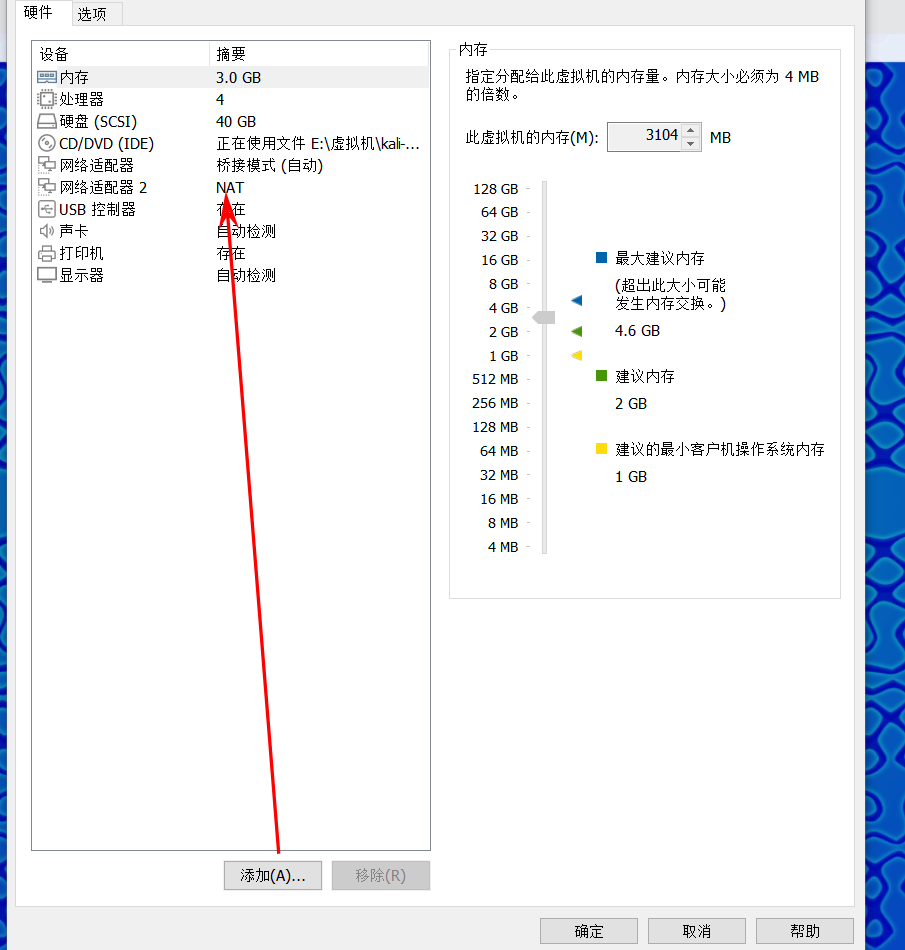 硬件 选项
设备 摘要
内存 3.0 GB
处理器 4
硬盘 (SCSI) 40 GB
CD/DVD (IDE) 正在使用文件 E:\虚拟机\kali-...
网络适配器 桥接模式 (自动)
网络适配器 2 NAT
USB 控制器 存在
声卡 自动检测
打印机 存在
显示器 自动检测
添加(A)... 移除(R)
内存
指定分配给此虚拟机的内存量。内存大小必须为 4 MB
的倍数。
此虚拟机的内存(M): 3104 MB
128 GB
64 GB
32 GB
16 GB
8 GB
4 GB
2 GB
1 GB
512 MB
256 MB
128 MB
64 MB
32 MB
16 MB
8 MB
4 MB
最大建议内存
(超出此大小可能
发生内存交换。)
4.6 GB
建议内存
2 GB
建议的最小客户机操作系统内存
1 GB
确定 取消 帮助